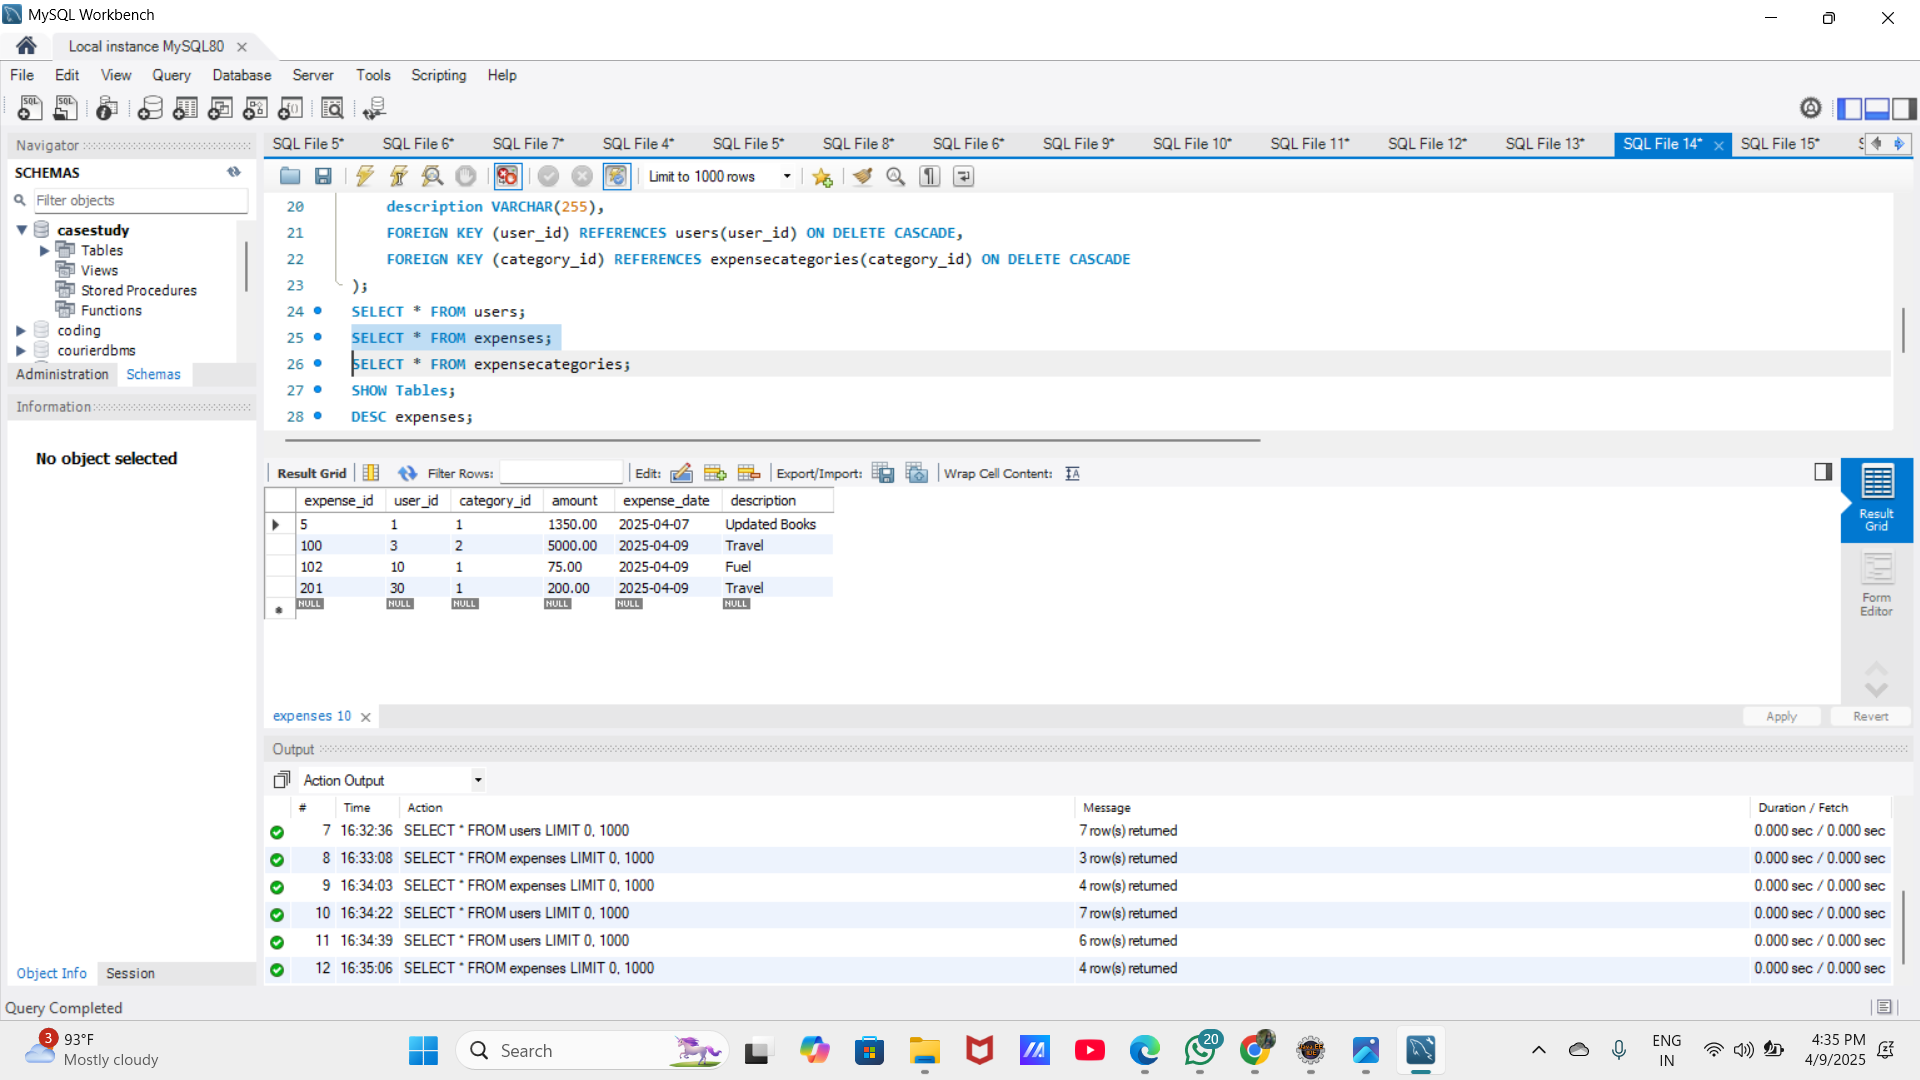 MySQL Workbench
Local instance MySQL80
File Edit View Query Database Server Tools Scripting Help
Navigator
SQL File 5* SQL File 6* SQL File 7* SQL File 4* SQL File 5* SQL File 8* SQL File 6* SQL File 9* SQL File 10* SQL File 11* SQL File 12* SQL File 13* SQL File 14* SQL File 15*
SCHEMAS
Limit to 1000 rows
Filter objects
casestudy
Tables
Views
Stored Procedures
Functions
coding
courierdbms
Administration Schemas
Information
No object selected
20 description VARCHAR(255),
21 FOREIGN KEY (user_id) REFERENCES users(user_id) ON DELETE CASCADE,
22 FOREIGN KEY (category_id) REFERENCES expensecategories(category_id) ON DELETE CASCADE
23 );
24 SELECT * FROM users;
25 SELECT * FROM expenses;
26 SELECT * FROM expensecategories;
27 SHOW Tables;
28 DESC expenses;
Result Grid Filter Rows: Edit: Export/Import: Wrap Cell Content:
expense_id user_id category_id amount expense_date description
5 1 1 1350.00 2025-04-07 Updated Books
100 3 2 5000.00 2025-04-09 Travel
102 10 1 75.00 2025-04-09 Fuel
201 30 1 200.00 2025-04-09 Travel
NULL NULL NULL NULL NULL NULL
Result
Grid
Form
Editor
expenses 10
Apply Revert
Output
Action Output
# Time Action Message Duration / Fetch
7 16:32:36 SELECT * FROM users LIMIT 0, 1000 7 row(s) returned 0.000 sec / 0.000 sec
8 16:33:08 SELECT * FROM expenses LIMIT 0, 1000 3 row(s) returned 0.000 sec / 0.000 sec
9 16:34:03 SELECT * FROM expenses LIMIT 0, 1000 4 row(s) returned 0.000 sec / 0.000 sec
10 16:34:22 SELECT * FROM users LIMIT 0, 1000 7 row(s) returned 0.000 sec / 0.000 sec
11 16:34:39 SELECT * FROM users LIMIT 0, 1000 6 row(s) returned 0.000 sec / 0.000 sec
12 16:35:06 SELECT * FROM expenses LIMIT 0, 1000 4 row(s) returned 0.000 sec / 0.000 sec
Object Info Session
Query Completed
3
93°F
Mostly cloudy
Search
20
ENG
IN
4:35 PM
4/9/2025